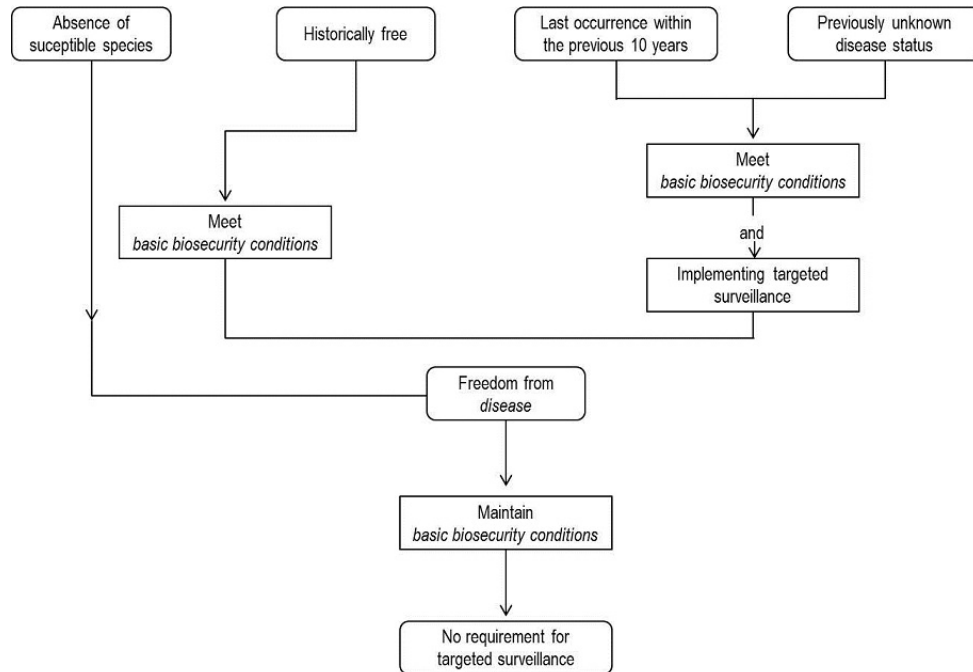 Absence of
suceptible species
Historically free
Last occurrence within
the previous 10 years
Previously unknown
disease status
Meet
basic biosecurity conditions
and
Implementing targeted
surveillance
Meet
basic biosecurity conditions
Freedom from
disease
Maintain
basic biosecurity conditions
No requirement for
targeted surveillance